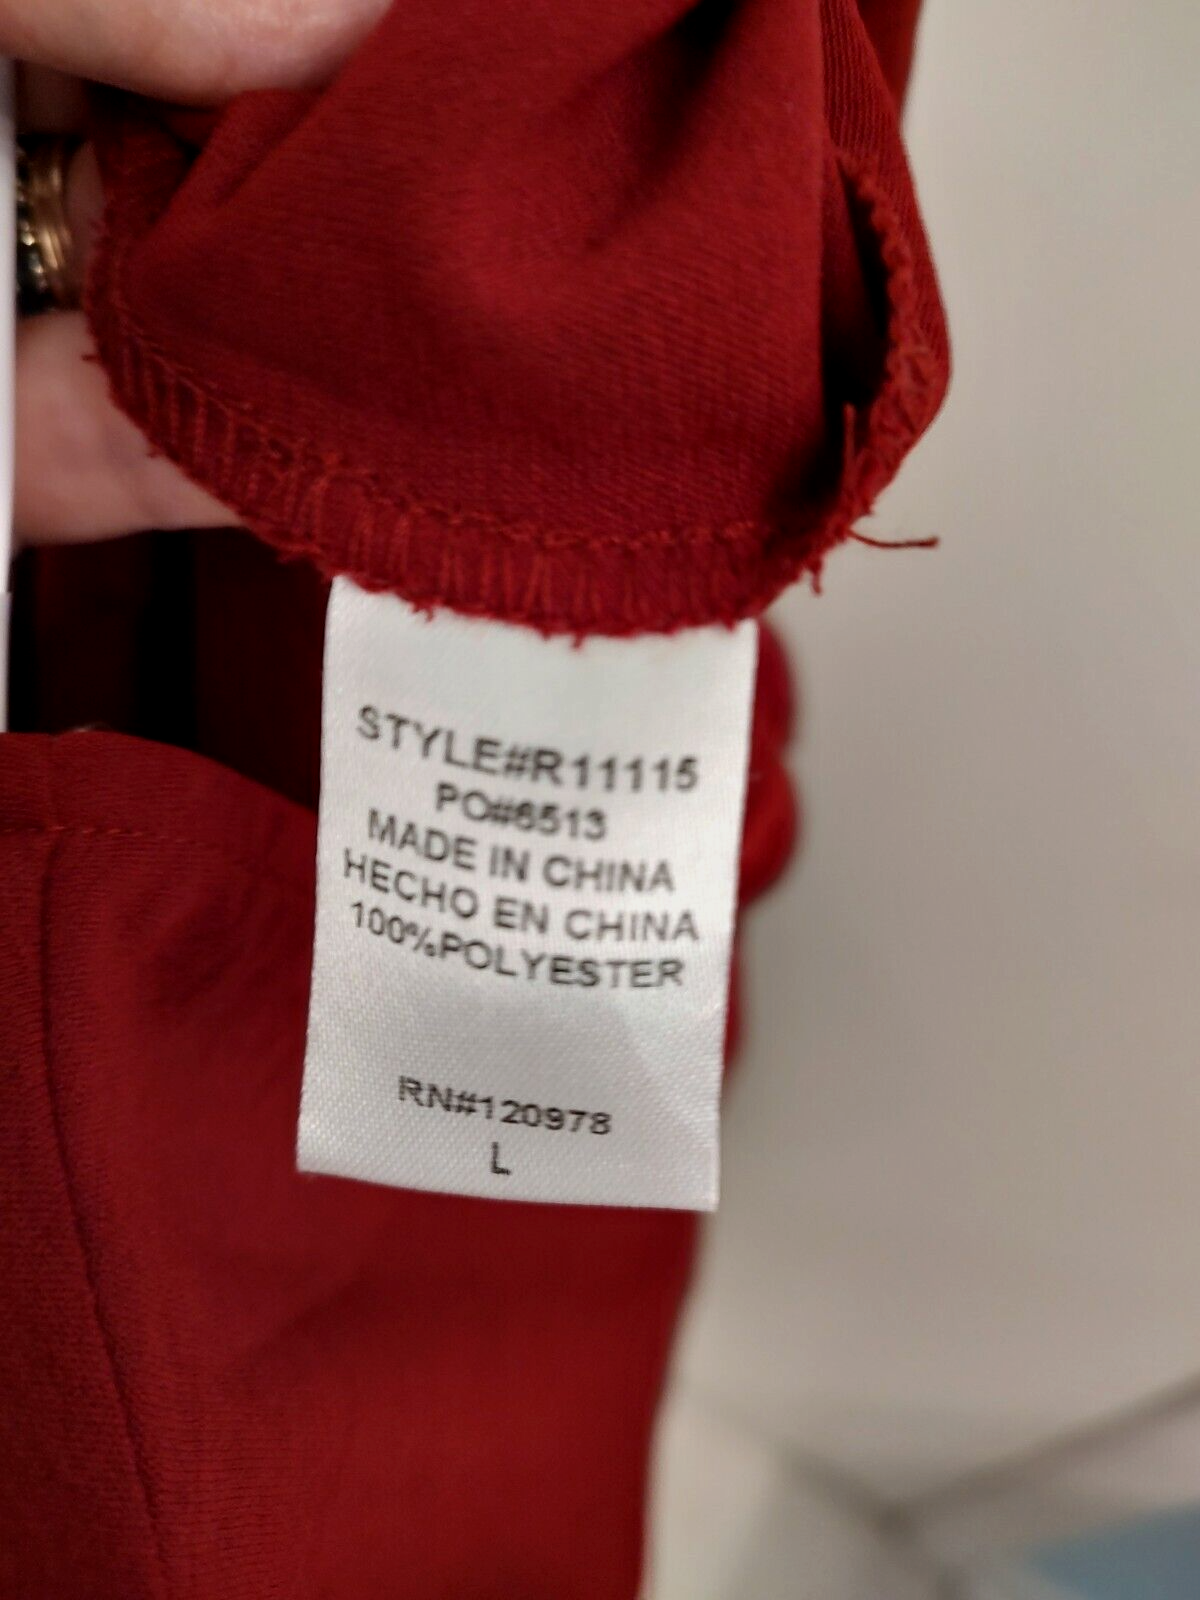 STYLE#R11115
PO#6513
MADE IN CHINA
HECHO EN CHINA
100%POLYESTER
RN#120978
L